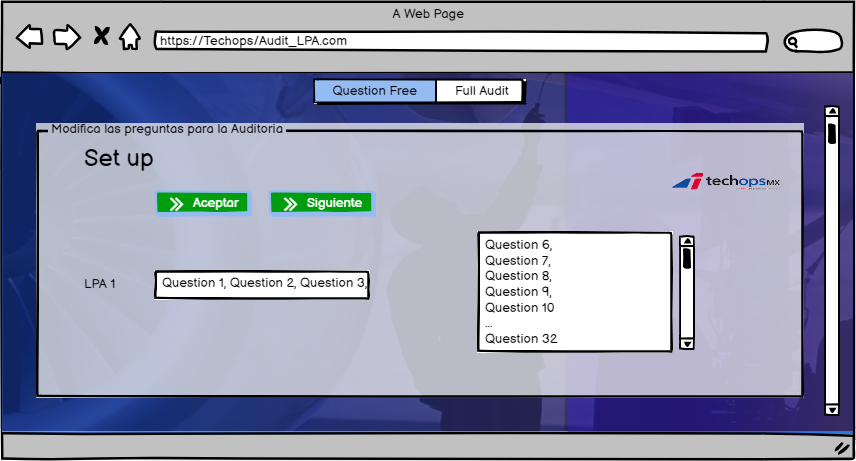 A Web Page
https://Techops/Audit_LPA.com
Question Free Full Audit
Modifica las preguntas para la Auditoria
Set up
techopsMX
Aceptar Siguiente
LPA 1
Question 1, Question 2, Question 3,
Question 6,
Question 7,
Question 8,
Question 9,
Question 10
...
Question 32